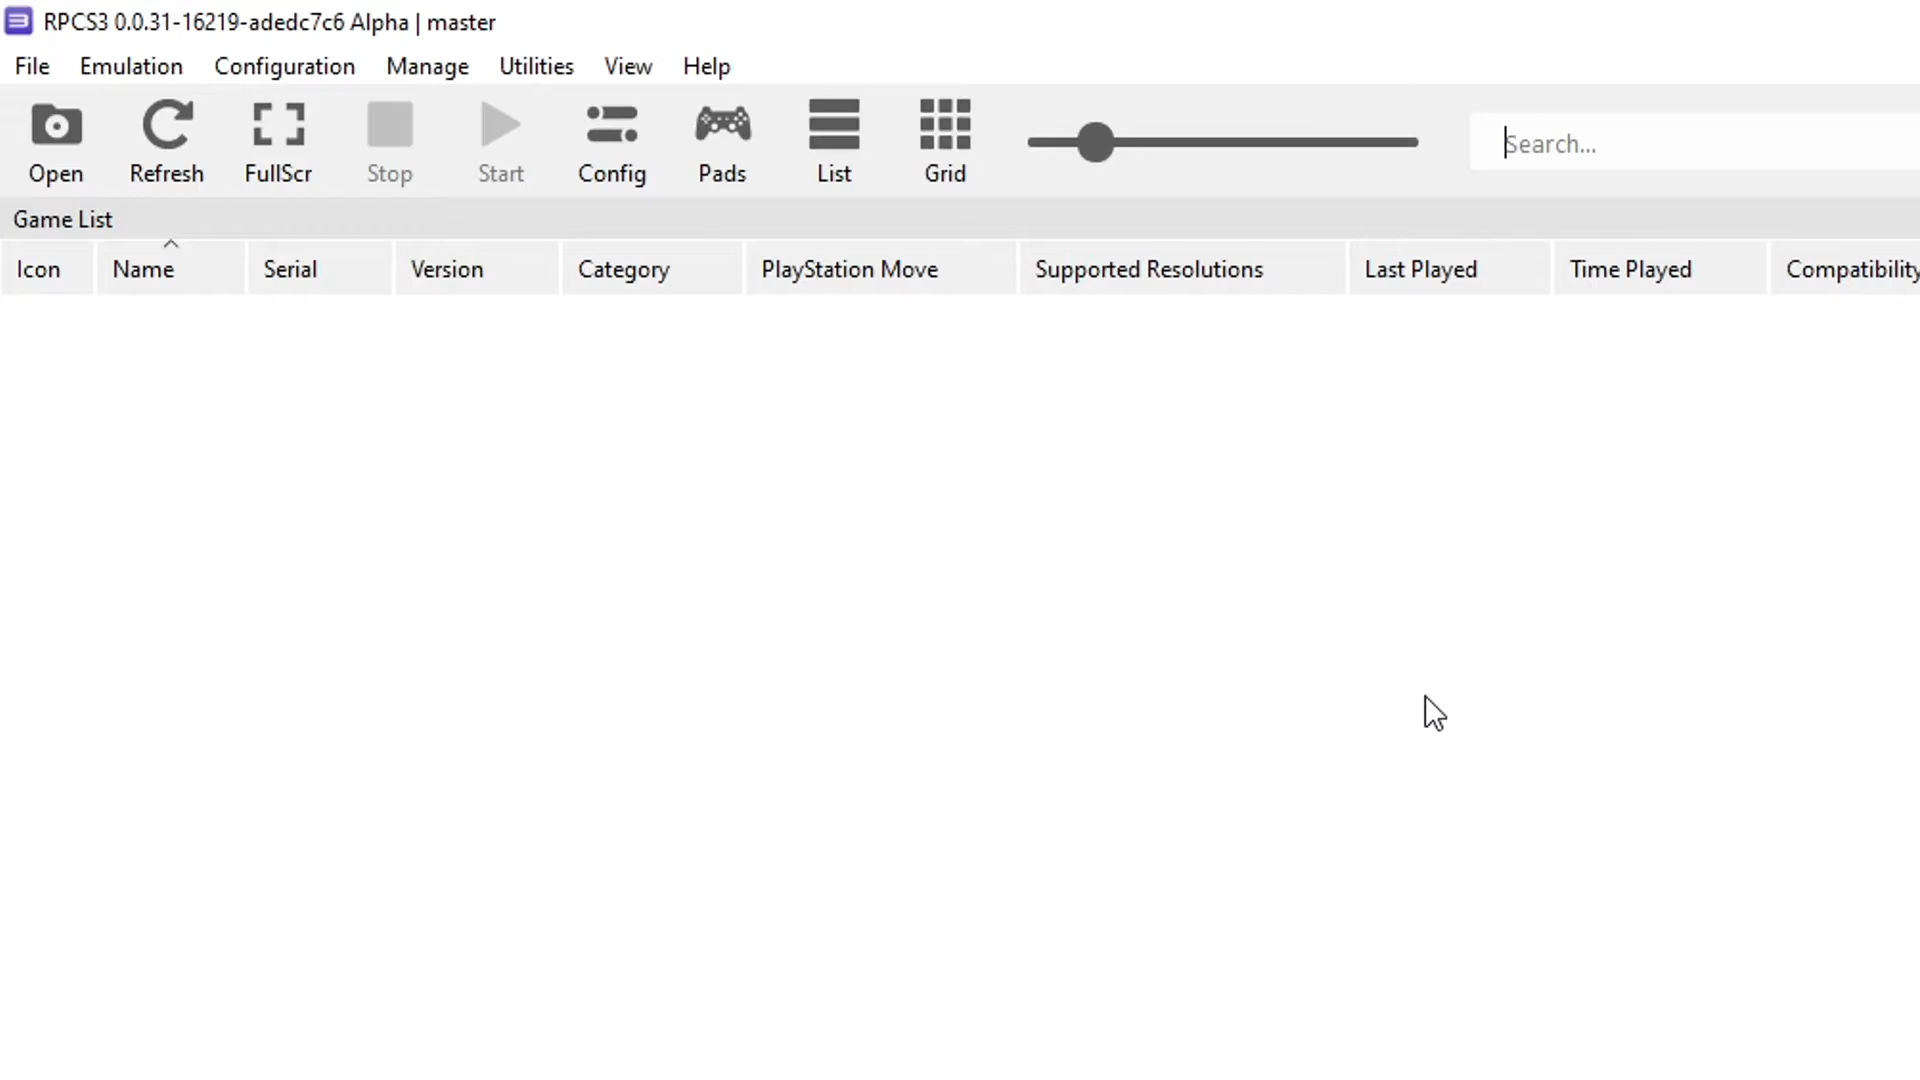 RPCS3 0.0.31-16219-adedc7c6 Alpha | master
File Emulation Configuration Manage Utilities View Help
Open Refresh FullScr Stop Start Config Pads List Grid Search...
Game List
Icon Name Serial Version Category PlayStation Move Supported Resolutions Last Played Time Played Compatibility